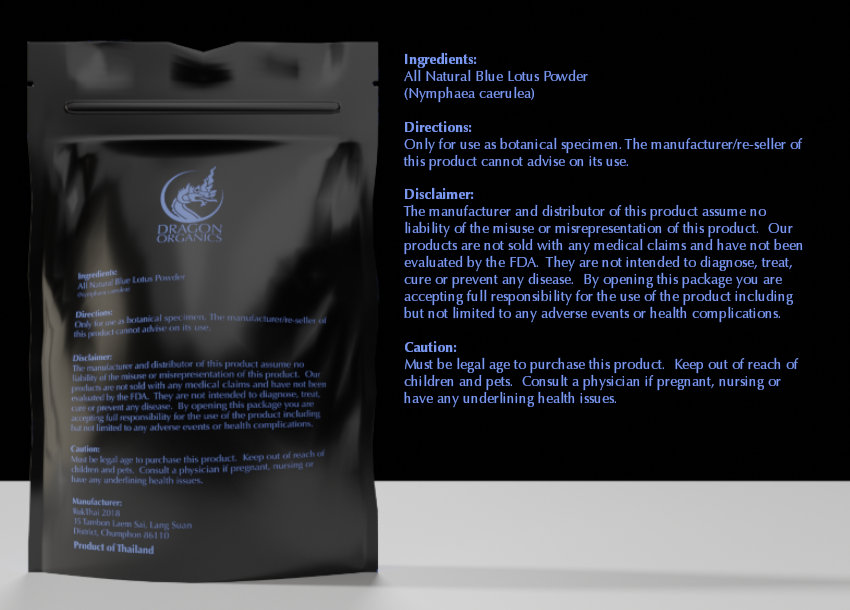 DRAGON
ORGANICS
Ingredients:
All Natural Blue Lotus Powder
(Nymphaea caerulea)
Directions:
Only for use as botanical specimen. The manufacturer/re-seller of
this product cannot advise on its use.
Disclaimer:
The manufacturer and distributor of this product assume no
liability of the misuse or misrepresentation of this product. Our
products are not sold with any medical claims and have not been
evaluated by the FDA. They are not intended to diagnose, treat,
cure or prevent any disease. By opening this package you are
accepting full responsibility for the use of the product including
but not limited to any adverse events or health complications.
Caution:
Must be legal age to purchase this product. Keep out of reach of
children and pets. Consult a physician if pregnant, nursing or
have any underlining health issues.
Manufacturer:
WukThai 2018
35 Tambon Laem Sai, Lang Suan
District, Chumphon 86110
Product of Thailand
Ingredients:
All Natural Blue Lotus Powder
(Nymphaea caerulea)
Directions:
Only for use as botanical specimen. The manufacturer/re-seller of
this product cannot advise on its use.
Disclaimer:
The manufacturer and distributor of this product assume no
liability of the misuse or misrepresentation of this product. Our
products are not sold with any medical claims and have not been
evaluated by the FDA. They are not intended to diagnose, treat,
cure or prevent any disease. By opening this package you are
accepting full responsibility for the use of the product including
but not limited to any adverse events or health complications.
Caution:
Must be legal age to purchase this product. Keep out of reach of
children and pets. Consult a physician if pregnant, nursing or
have any underlining health issues.